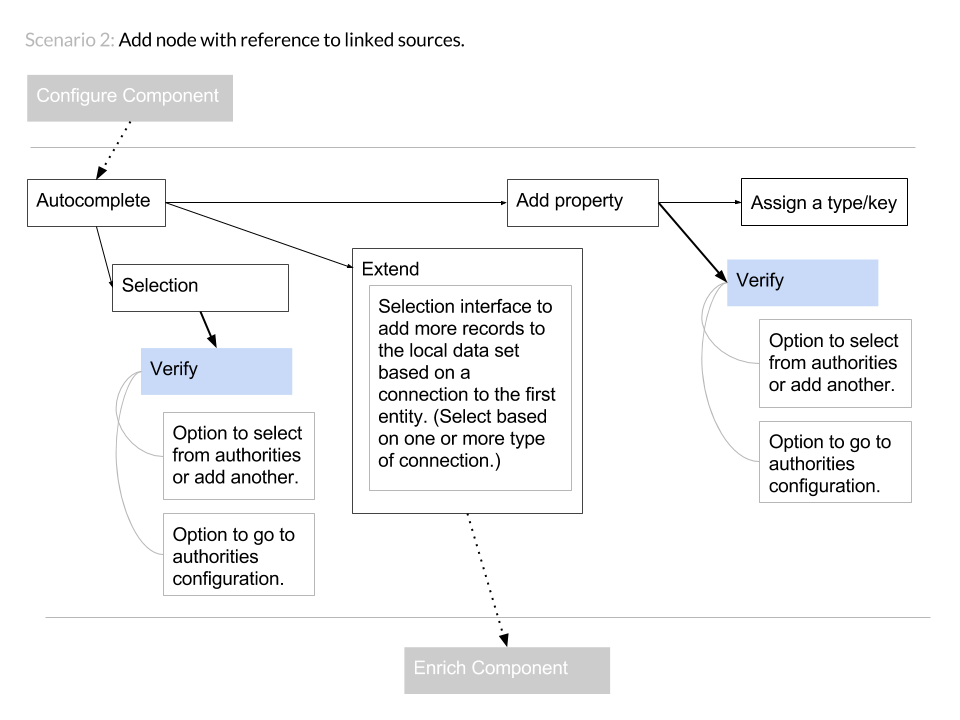 Scenario 2: Add node with reference to linked sources.
Configure Component
Autocomplete
Add property
Assign a type/key
Selection
Extend
Verify
Selection interface to
add more records to
the local data set
based on a
connection to the first
entity. (Select based
on one or more type
of connection.)
Verify
Option to select
from authorities
or add another.
Option to go to
authorities
configuration.
Option to select
from authorities
or add another.
Option to go to
authorities
configuration.
Enrich Component